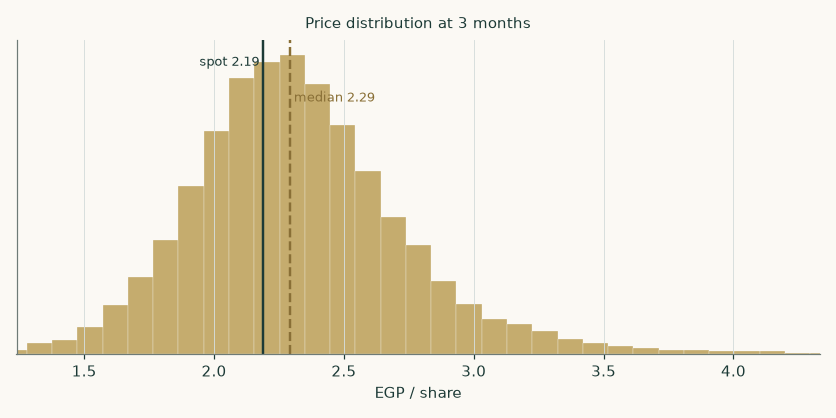 Price distribution at 3 months
spot 2.19
median 2.29
1.5 2.0 2.5 3.0 3.5 4.0
EGP / share